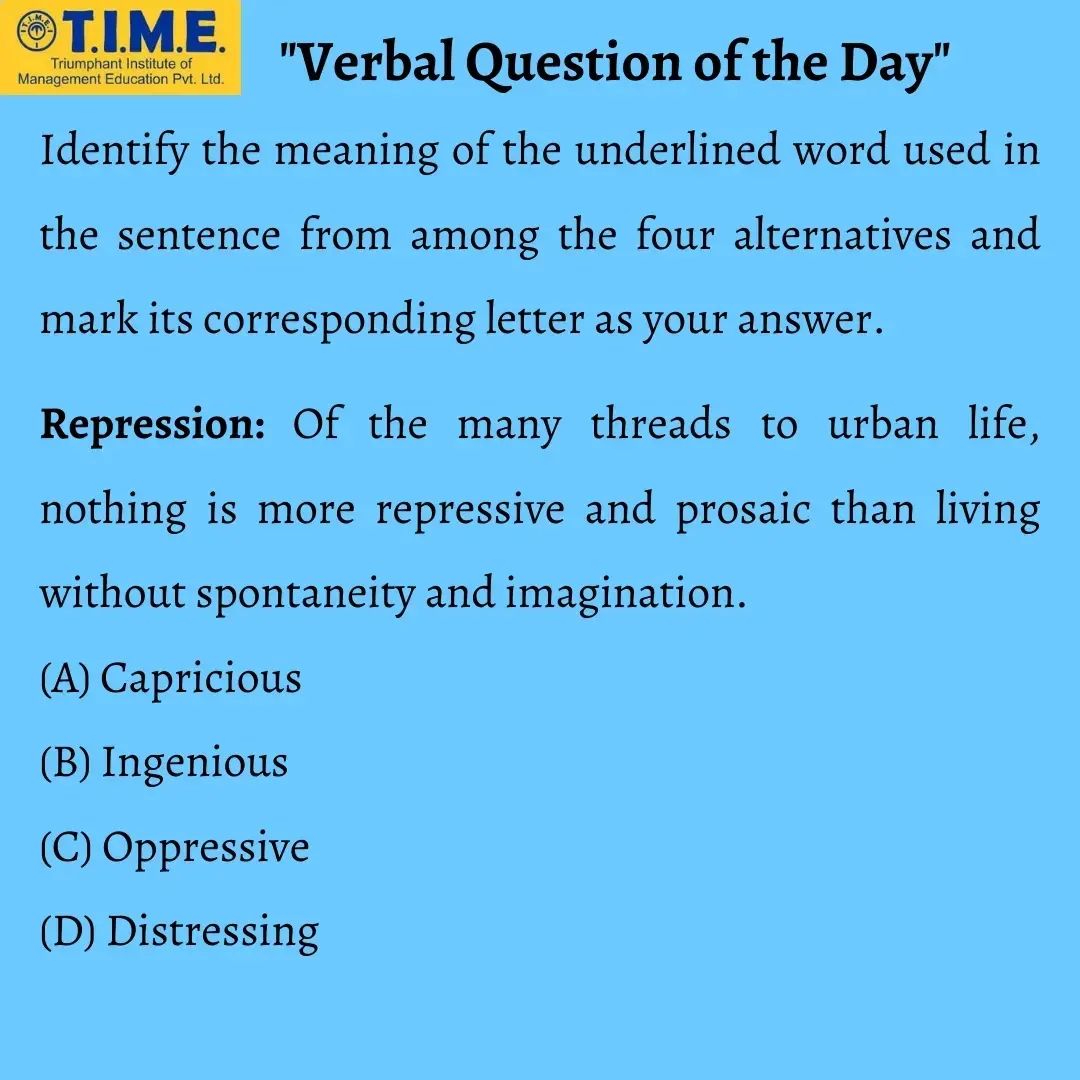 T.I.M.E.
Triumphant Institute of
Management Education Pvt. Ltd.
"Verbal Question of the Day"
Identify the meaning of the underlined word used in
the sentence from among the four alternatives and
mark its corresponding letter as your answer.
Repression: Of the many threads to urban life,
nothing is more repressive and prosaic than living
without spontaneity and imagination.
(A) Capricious
(B) Ingenious
(C) Oppressive
(D) Distressing